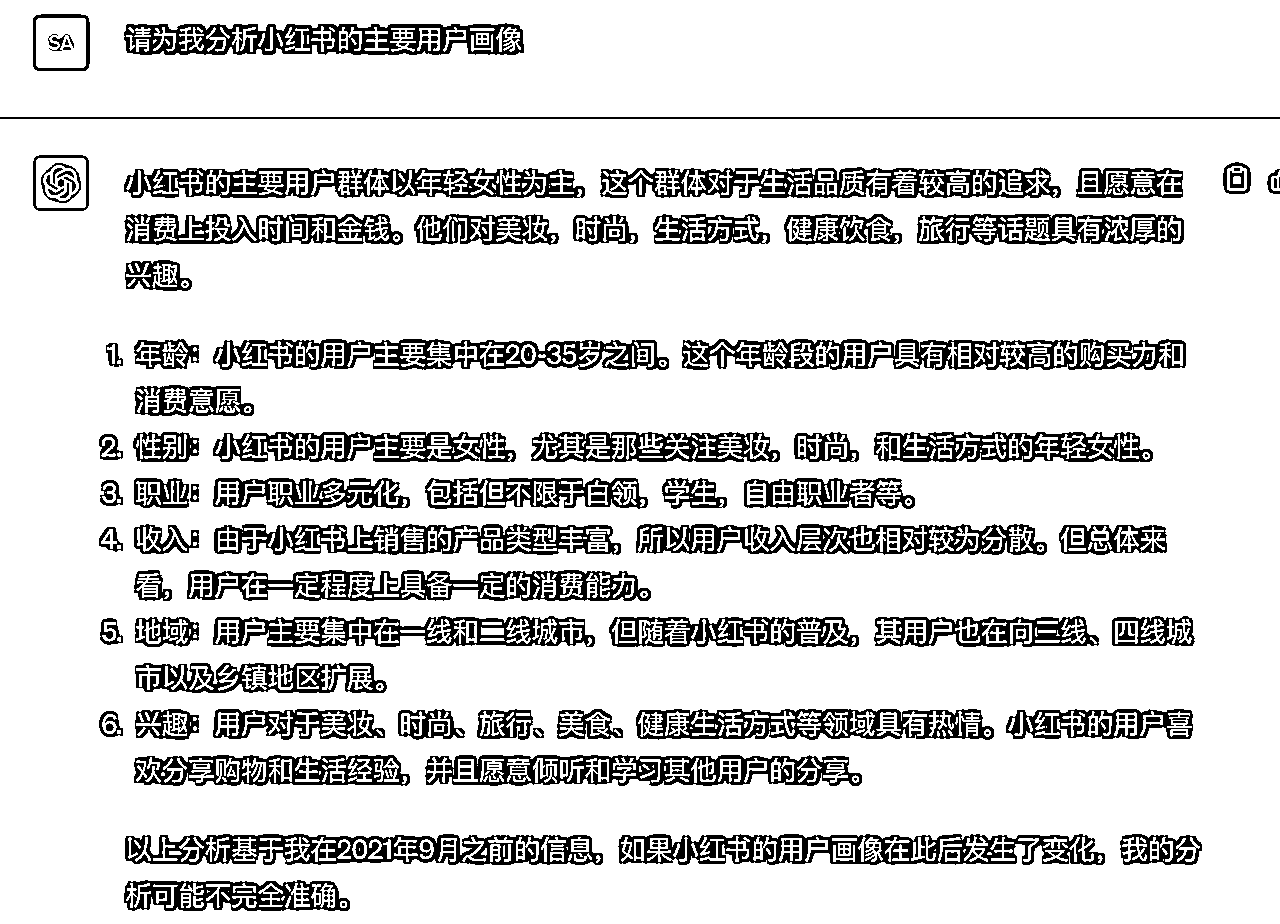 SA
请为我分析小红书的主要用户画像
小红书的主要用户群体以年轻女性为主，这个群体对于生活品质有着较高的追求，且愿意在
消费上投入时间和金钱。他们对美妆，时尚，生活方式，健康饮食，旅行等话题具有浓厚的
兴趣。
1. 年龄：小红书的用户主要集中在20-35岁之间。这个年龄段的用户具有相对较高的购买力和
消费意愿。
2. 性别：小红书的用户主要是女性，尤其是那些关注美妆，时尚，和生活方式的年轻女性。
3. 职业：用户职业多元化，包括但不限于白领，学生，自由职业者等。
4. 收入：由于小红书上销售的产品类型丰富，所以用户收入层次也相对较为分散。但总体来
看，用户在一定程度上具备一定的消费能力。
5. 地域：用户主要集中在一线和二线城市，但随着小红书的普及，其用户也在向三线、四线城
市以及乡镇地区扩展。
6. 兴趣：用户对于美妆、时尚、旅行、美食、健康生活方式等领域具有热情。小红书的用户喜
欢分享购物和生活经验，并且愿意倾听和学习其他用户的分享。
以上分析基于我在2021年9月之前的信息，如果小红书的用户画像在此后发生了变化，我的分
析可能不完全准确。